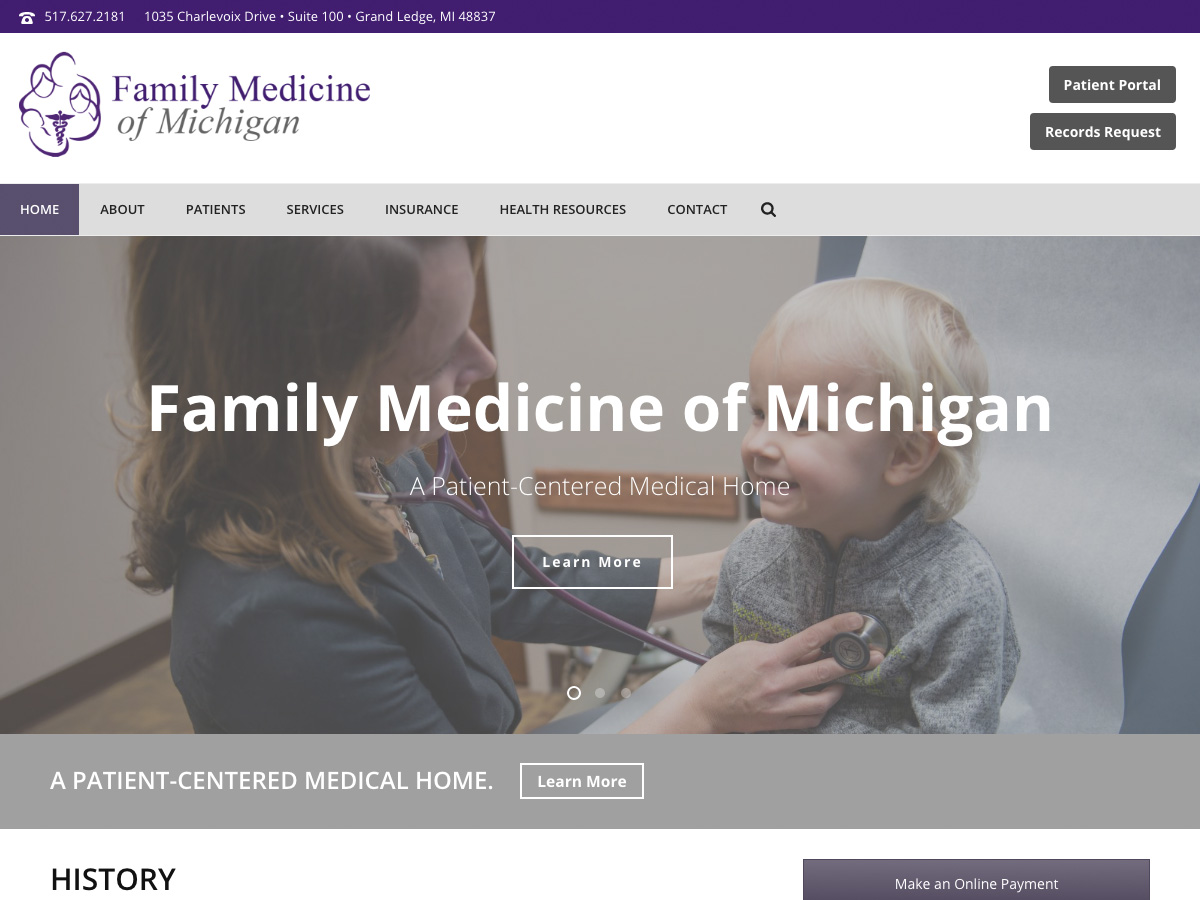 517.627.2181 1035 Charlevoix Drive • Suite 100 • Grand Ledge, MI 48837
Family Medicine
of Michigan
Patient Portal
Records Request
HOME ABOUT PATIENTS SERVICES INSURANCE HEALTH RESOURCES CONTACT
Family Medicine of Michigan
A Patient-Centered Medical Home
Learn More
A PATIENT-CENTERED MEDICAL HOME. Learn More
HISTORY
Make an Online Payment